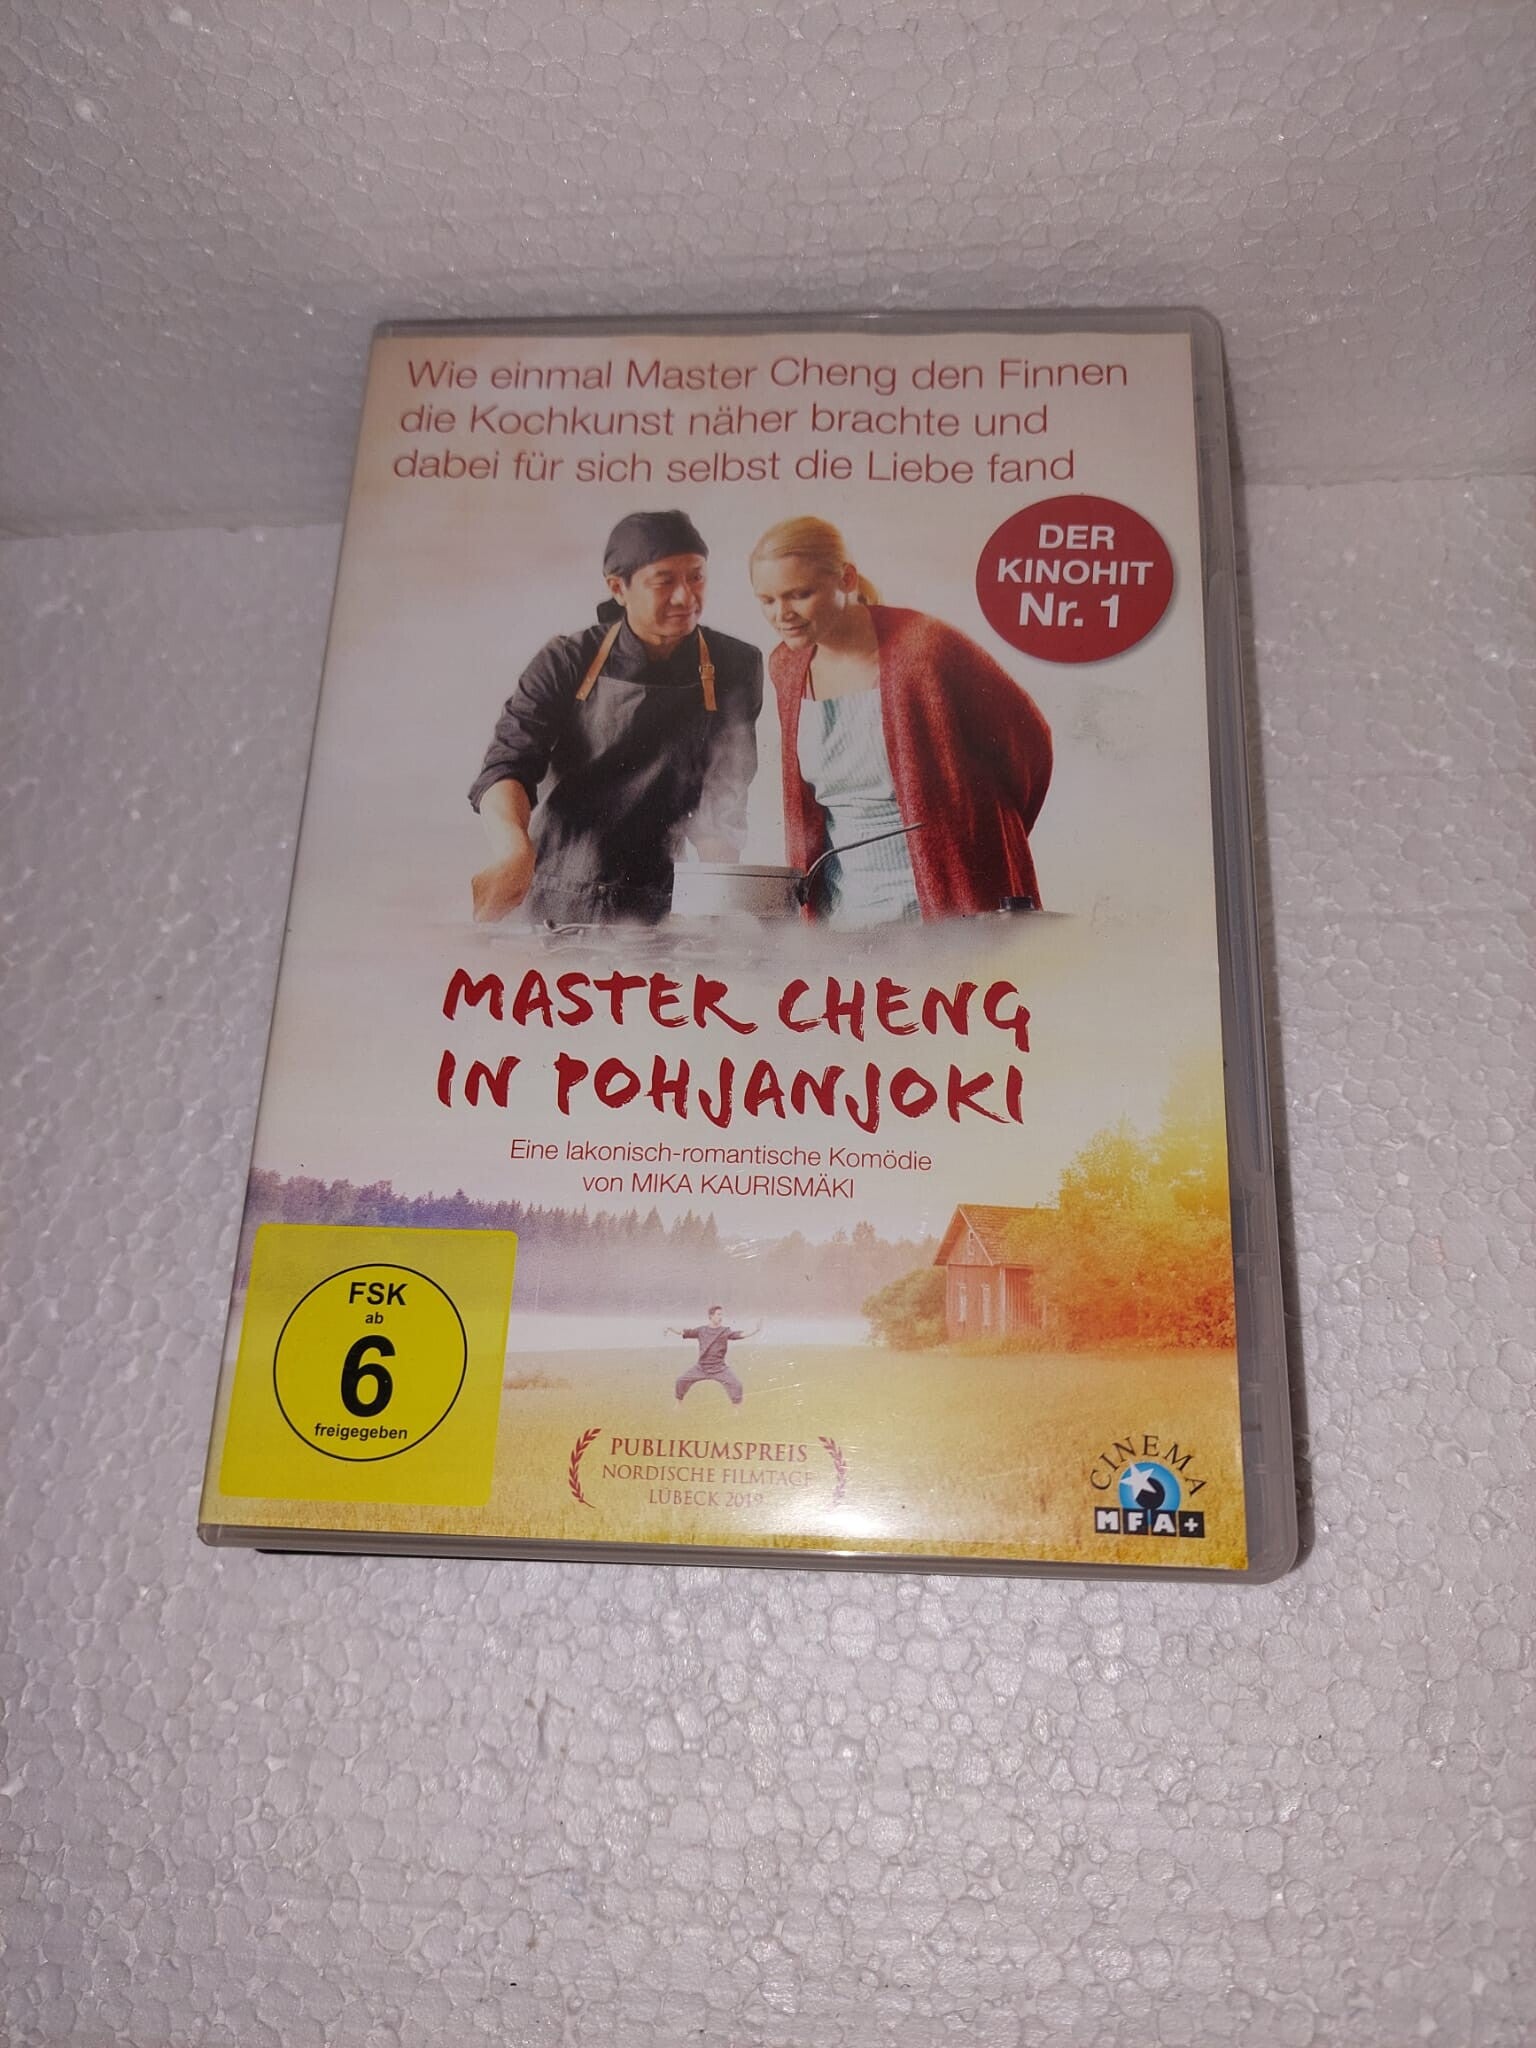 Wie einmal Master Cheng den Finnen
die Kochkunst näher brachte und
dabei für sich selbst die Liebe fand
DER
KINOHIT
Nr. 1
MASTER CHENG
IN POHJANJOKI
Eine lakonisch-romantische Komödie
von MIKA KAURISMÄKI
FSK
ab
6
freigegeben
PUBLIKUMSPREIS
NORDISCHE FILMTAGE
LÜBECK 2019
CINEMA
MFA+